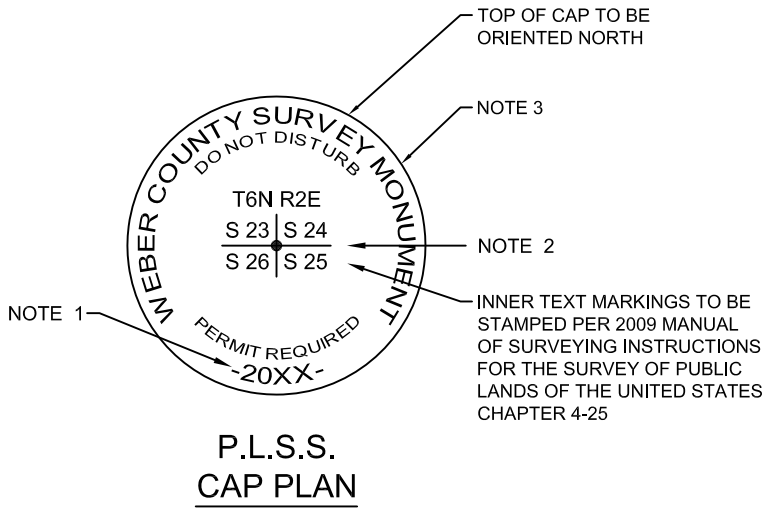 TOP OF CAP TO BE
ORIENTED NORTH
NOTE 3
WEBER COUNTY SURVEY MONUMENT
DO NOT DISTURB
T6N R2E
S 23 S 24
S 26 S 25
NOTE 2
INNER TEXT MARKINGS TO BE
STAMPED PER 2009 MANUAL
OF SURVEYING INSTRUCTIONS
FOR THE SURVEY OF PUBLIC
LANDS OF THE UNITED STATES
CHAPTER 4-25
NOTE 1
PERMIT REQUIRED
-20XX-
P.L.S.S.
CAP PLAN